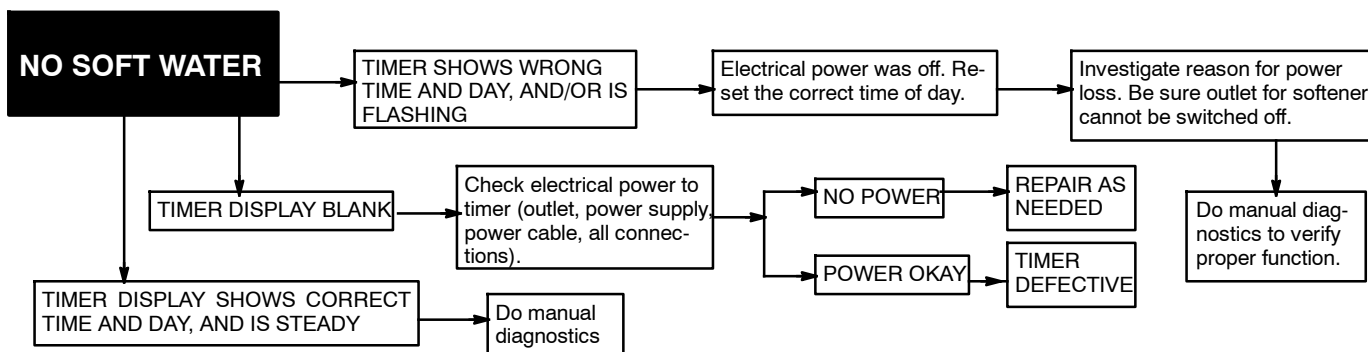 NO SOFT WATER
TIMER SHOWS WRONG
TIME AND DAY, AND/OR IS
FLASHING
Electrical power was off. Re-
set the correct time of day.
Investigate reason for power
loss. Be sure outlet for softener
cannot be switched off.
Do manual diag-
nostics to verify
proper function.
TIMER DISPLAY BLANK
Check electrical power to
timer (outlet, power supply,
power cable, all connec-
tions).
NO POWER
REPAIR AS
NEEDED
POWER OKAY
TIMER
DEFECTIVE
TIMER DISPLAY SHOWS CORRECT
TIME AND DAY, AND IS STEADY
Do manual
diagnostics